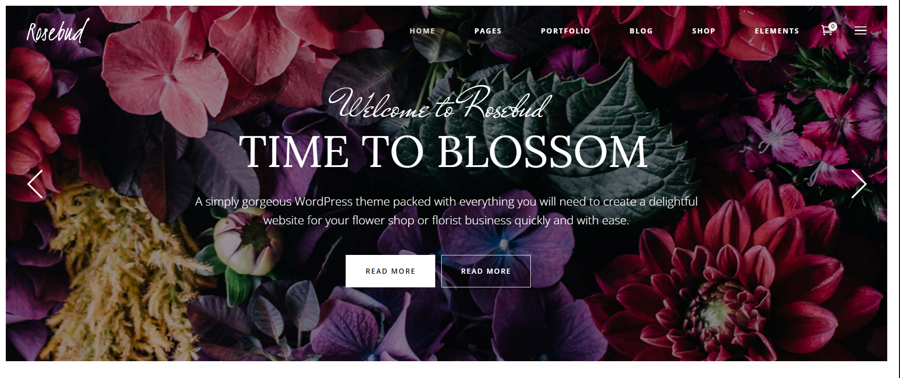 Rosebud
HOME PAGES PORTFOLIO BLOG SHOP ELEMENTS 0
Welcome to Rosebud
TIME TO BLOSSOM
A simply gorgeous WordPress theme packed with everything you will need to create a delightful
website for your flower shop or florist business quickly and with ease.
READ MORE READ MORE